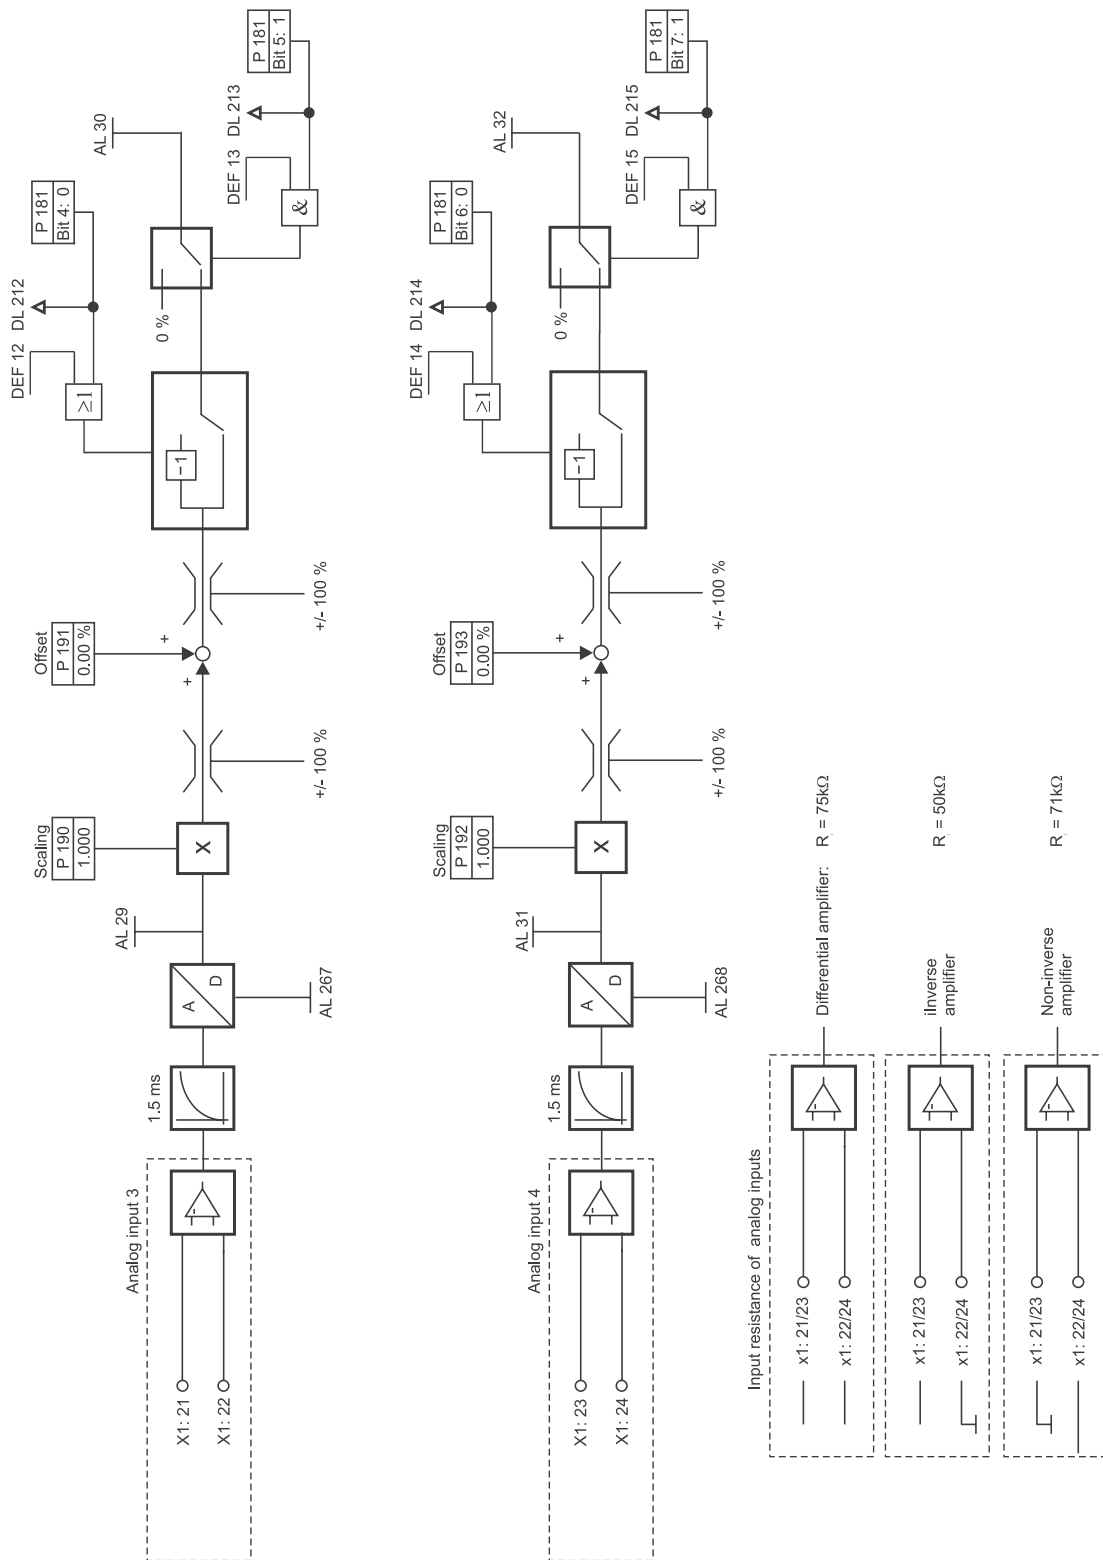 Analog input 3
X1: 21
X1: 22
1.5 ms
A
D
AL 267
AL 29
Scaling
P 190
1.000
X
+/- 100 %
Offset
P 191
0.00 %
+
+
+/- 100 %
−1
DEF 12
DL 212
≥1
P 181
Bit 4: 0
0 %
AL 30
DEF 13
DL 213
&
P 181
Bit 5: 1
Analog input 4
X1: 23
X1: 24
1.5 ms
A
D
AL 268
AL 31
Scaling
P 192
1.000
X
+/- 100 %
Offset
P 193
0.00 %
+
+
+/- 100 %
−1
DEF 14
DL 214
≥1
P 181
Bit 6: 0
0 %
AL 32
DEF 15
DL 215
&
P 181
Bit 7: 1
Input resistance of analog inputs
x1: 21/23
x1: 22/24
Differential amplifier: R = 75kΩ
x1: 21/23
x1: 22/24
iInverse
amplifier
R = 50kΩ
x1: 21/23
x1: 22/24
Non-inverse
amplifier
R = 71kΩ